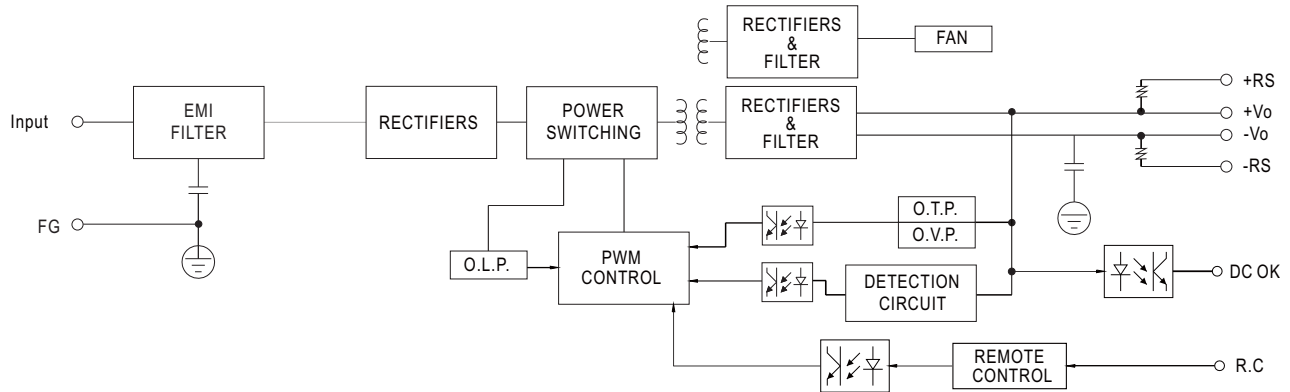 RECTIFIERS
&
FILTER
FAN
+RS
Input
EMI
FILTER
RECTIFIERS
POWER
SWITCHING
RECTIFIERS
&
FILTER
+Vo
-Vo
-RS
FG
O.T.P.
O.V.P.
O.L.P.
PWM
CONTROL
DETECTION
CIRCUIT
DC OK
REMOTE
CONTROL
R.C